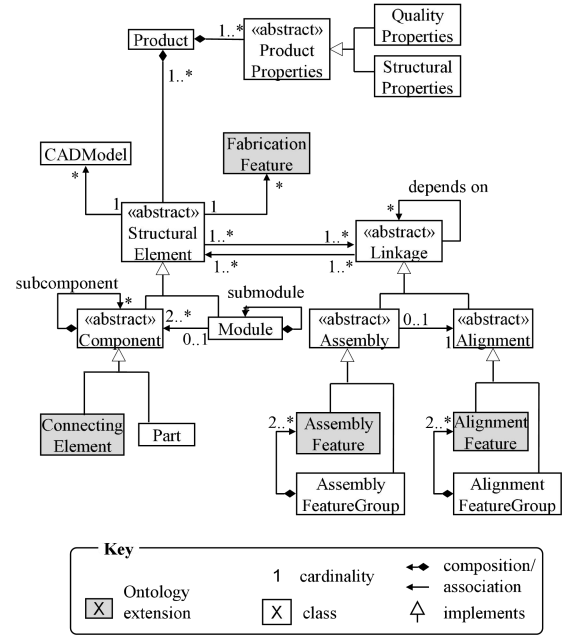 Product
1..*
«abstract»
Product
Properties
Quality
Properties
Structural
Properties
1..*
CADModel
*
1
Fabrication
Feature
*
1
«abstract»
Structural
Element
1..*
1..*
1..*
1..*
depends on
*
«abstract»
Linkage
subcomponent
*
«abstract»
Component
2..*
0..1
submodule
Module
«abstract»
Assembly
0..1
1
«abstract»
Alignment
Connecting
Element
Part
2..*
Assembly
Feature
Assembly
FeatureGroup
2..*
Alignment
Feature
Alignment
FeatureGroup
Key
X
Ontology
extension
1
cardinality
X
class
composition/
association
implements